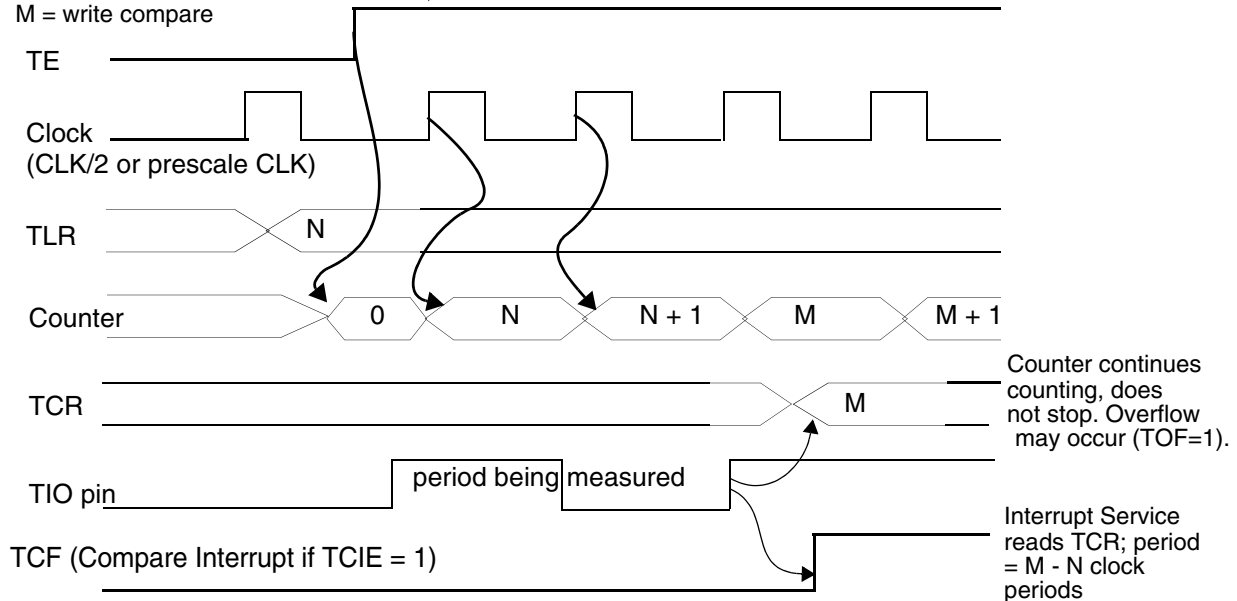 M = write compare
TE
Clock
(CLK/2 or prescale CLK)
TLR
N
Counter
0
N
N + 1
M
M + 1
TCR
M
Counter continues
counting, does
not stop. Overflow
may occur (TOF=1).
TIO pin
period being measured
TCF (Compare Interrupt if TCIE = 1)
Interrupt Service
reads TCR; period
= M - N clock
periods